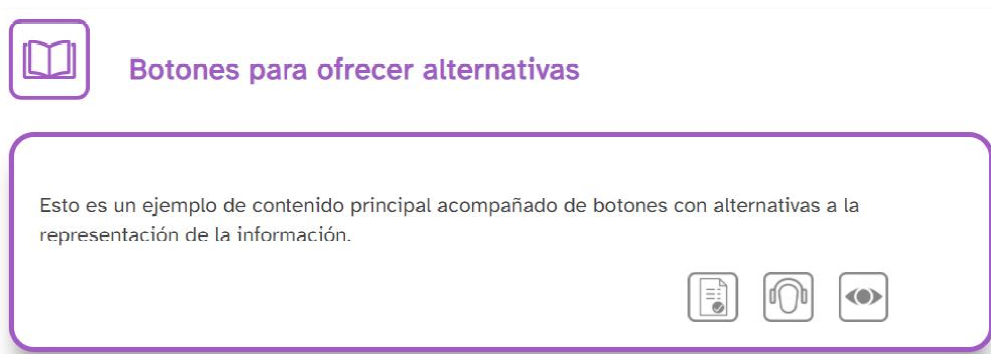 Botones para ofrecer alternativas
Esto es un ejemplo de contenido principal acompañado de botones con alternativas a la
representación de la información.